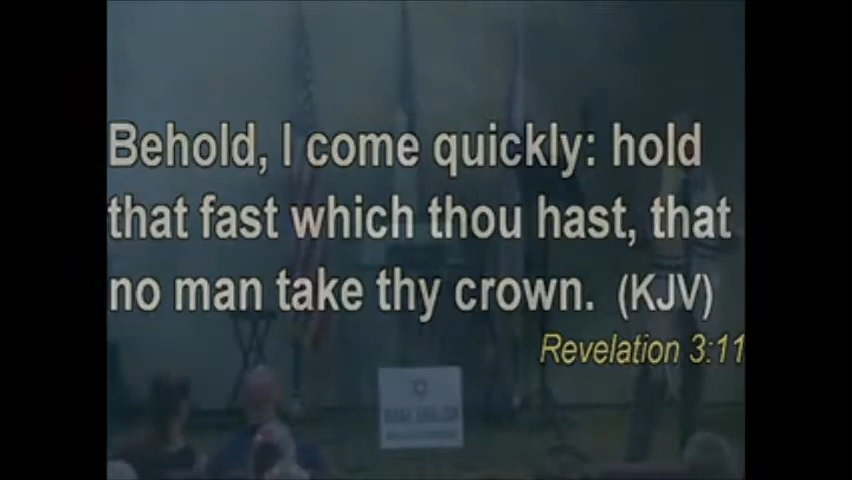 Behold, I come quickly: hold
that fast which thou hast, that
no man take thy crown. (KJV)
Revelation 3:11